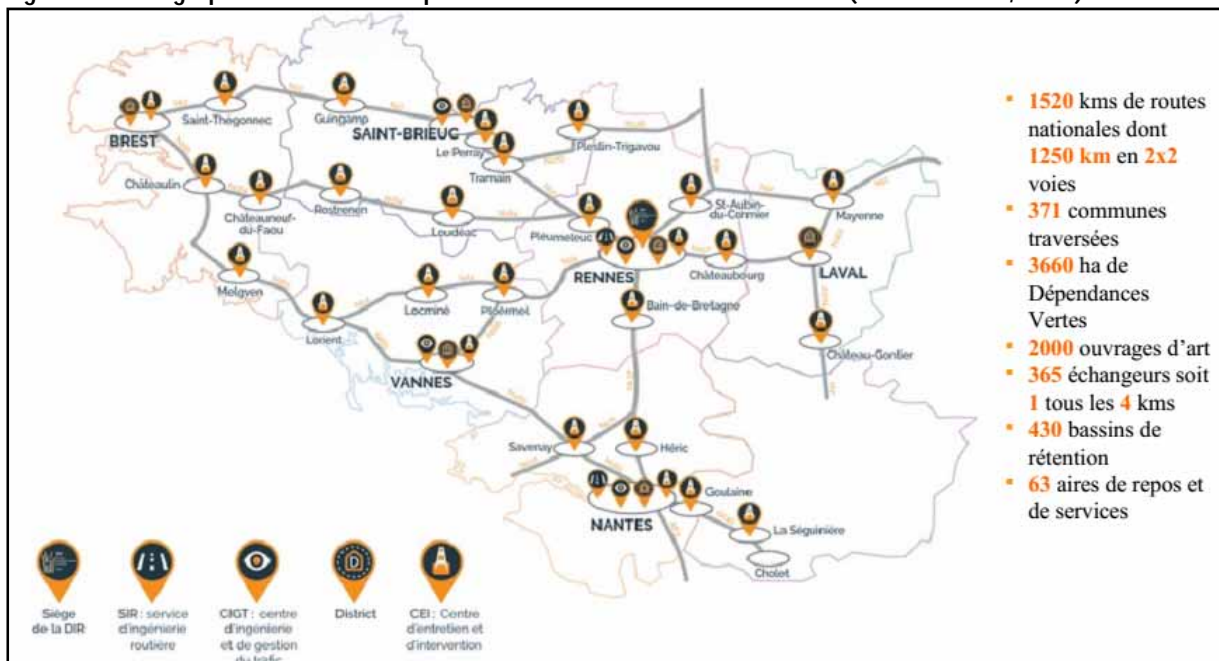 BREST
Saint-Thégonnec
Guingamp
SAINT-BRIEUC
Le Perray
Tramain
Pleslin-Trigavou
Châteaulin
Châteauneuf-
du-Faou
Rostrenen
Loudéac
Pleumeleuc
St-Aubin-
du-Cormier
Mayenne
RENNES
Châteaubourg
LAVAL
Melgven
Lorient
Locminé
Ploërmel
Bain-de-Bretagne
Château-Gontier
VANNES
Savenay
Héric
NANTES
Goulaine
La Séguinière
Cholet
Siège
de la DIR
SIR : service
d'ingénierie
routière
CIGT : centre
d'ingénierie
et de gestion
du trafic
D
District
CEI : Centre
d'entretien et
d'intervention
1520 kms de routes
nationales dont
1250 km en 2x2
voies
371 communes
traversées
3660 ha de
Dépendances
Vertes
2000 ouvrages d'art
365 échangeurs soit
1 tous les 4 kms
430 bassins de
rétention
63 aires de repos et
de services